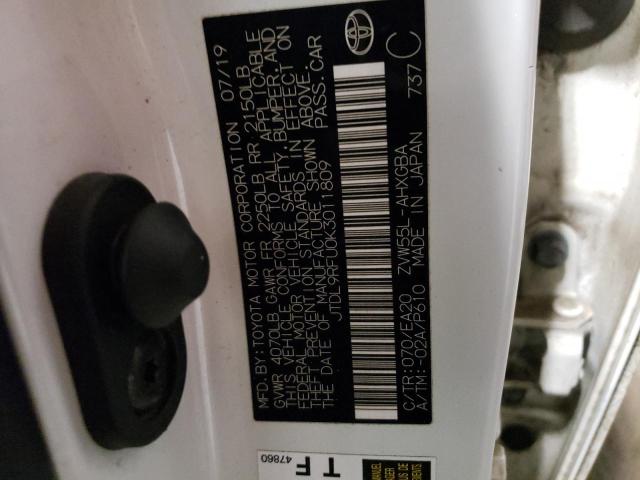 MFD. BY: TOYOTA MOTOR CORPORATION 07/19
GVWR 4070LB GAWR FR 2250LB RR 2150LB
THIS VEHICLE CONFORMS TO ALL APPLICABLE
FEDERAL MOTOR VEHICLE SAFETY, BUMPER, AND
THEFT PREVENTION STANDARDS IN EFFECT ON
THE DATE OF MANUFACTURE SHOWN ABOVE.
JTDL9RFU0K3011809 PASS. CAR
C/TR: 070/EA20 ZVW55L-AHXGBA 737 C
A/TM: -02A/P610 MADE IN JAPAN
47860
T F
MANUEL